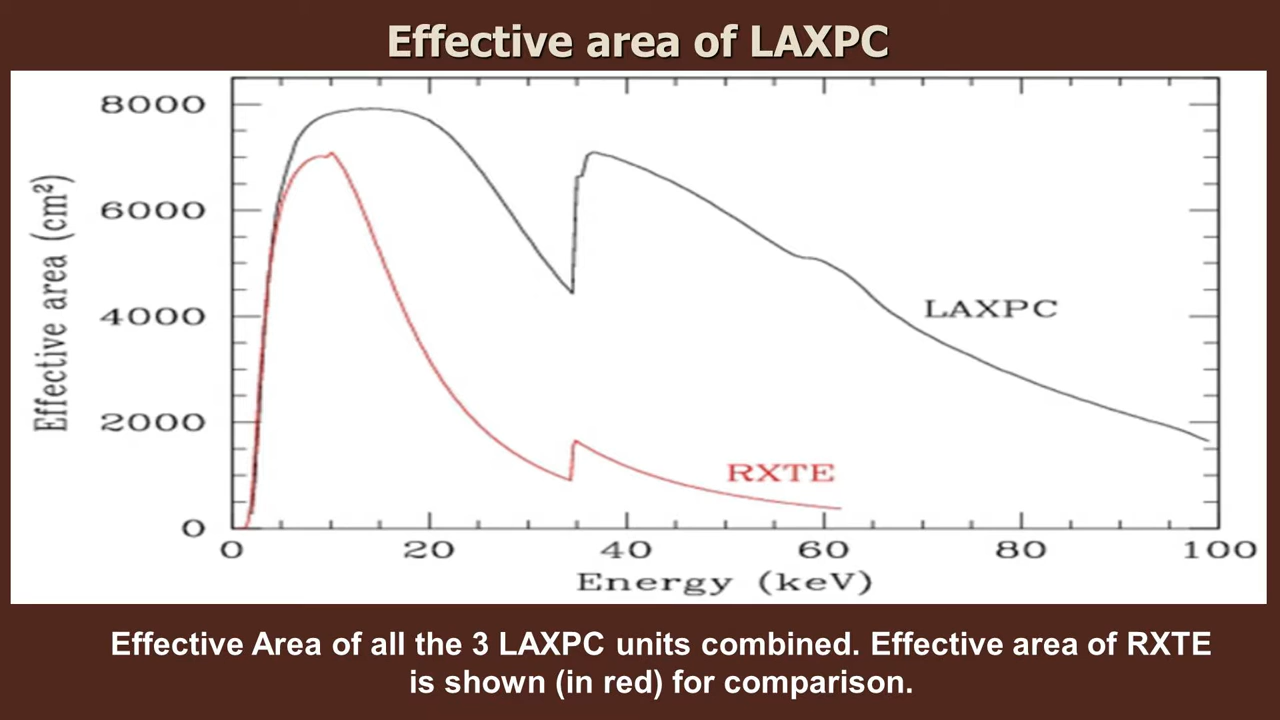 Effective area of LAXPC
8000
6000
4000
2000
0
Effective area (cm²)
LAXPC
RXTE
0 20 40 60 80 100
Energy (keV)
Effective Area of all the 3 LAXPC units combined. Effective area of RXTE
is shown (in red) for comparison.